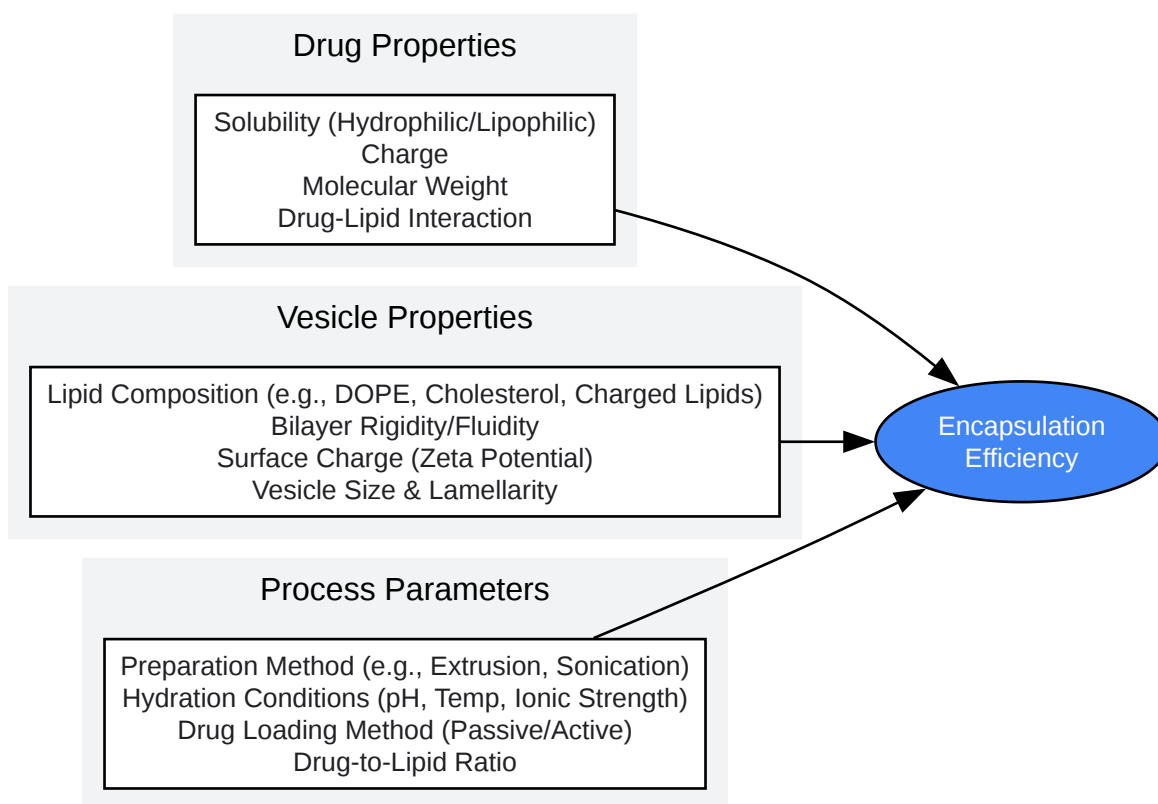 Drug Properties
Solubility (Hydrophilic/Lipophilic)
Charge
Molecular Weight
Drug-Lipid Interaction
Vesicle Properties
Lipid Composition (e.g., DOPE, Cholesterol, Charged Lipids)
Bilayer Rigidity/Fluidity
Surface Charge (Zeta Potential)
Vesicle Size & Lamellarity
Encapsulation
Efficiency
Process Parameters
Preparation Method (e.g., Extrusion, Sonication)
Hydration Conditions (pH, Temp, Ionic Strength)
Drug Loading Method (Passive/Active)
Drug-to-Lipid Ratio